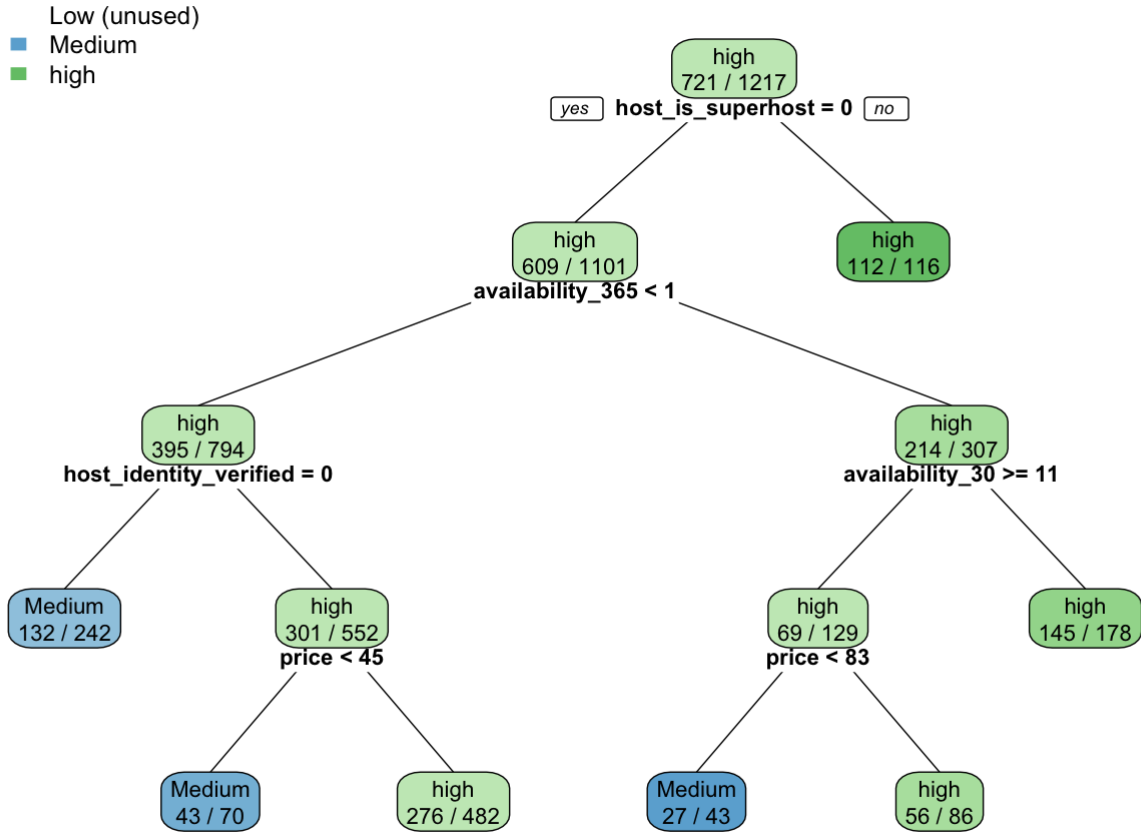 Low (unused)
Medium
high
high
721 / 1217
yes host_is_superhost = 0 no
high
609 / 1101
availability_365 < 1
high
112 / 116
high
395 / 794
host_identity_verified = 0
high
214 / 307
availability_30 >= 11
Medium
132 / 242
high
301 / 552
price < 45
high
69 / 129
price < 83
high
145 / 178
Medium
43 / 70
high
276 / 482
Medium
27 / 43
high
56 / 86